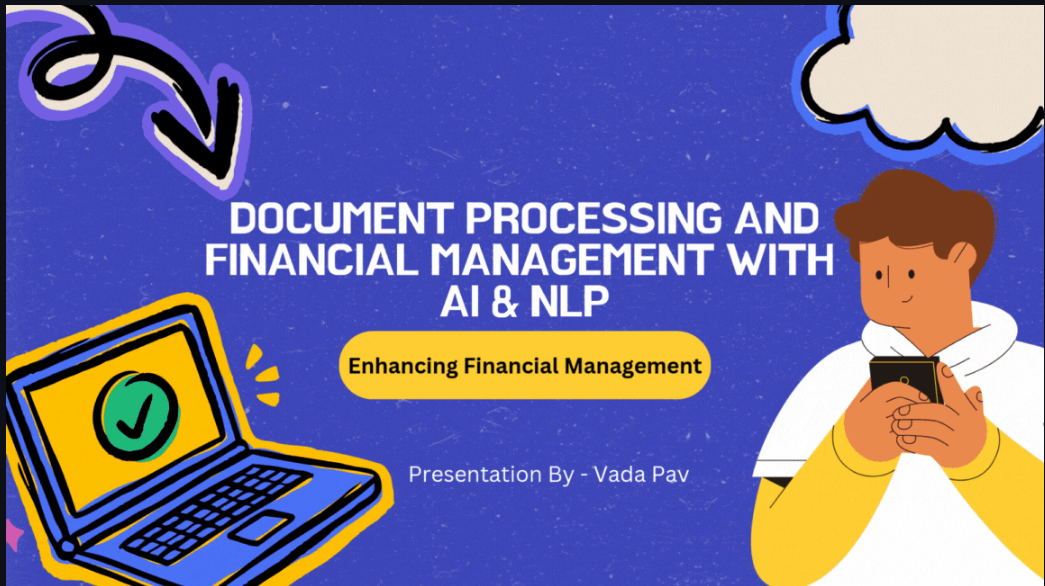 DOCUMENT PROCESSING AND
FINANCIAL MANAGEMENT WITH
AI & NLP
Enhancing Financial Management
Presentation By - Vada Pav